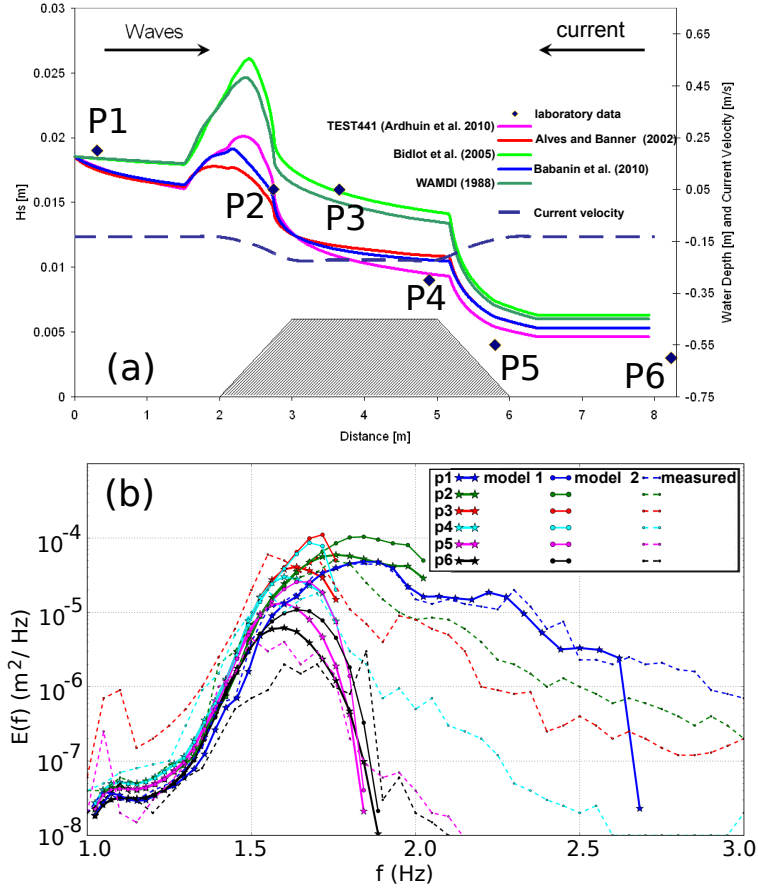 0.03
0.025
0.02
0.015
0.01
0.005
0
Hs [m]
Waves
current
0.75
0.45
0.25
0.05
-0.15
-0.35
-0.55
-0.75
Water Depth [m] and Current Velocity [m/s]
P1
P2
P3
P4
P5
P6
laboratory data
TEST441 (Ardhuin et al. 2010)
Alves and Banner (2002)
Bidlot et al. (2005)
Babanin et al. (2010)
WAMDI (1988)
Current velocity
(a)
0 1 2 3 4 5 6 7 8
Distance [m]
(b)
p1 model 1 model 2 measured
p2
p3
p4
p5
p6
10-4
10-5
10-6
10-7
10-8
E(f) (m2/ Hz)
1.0 1.5 2.0 2.5 3.0
f (Hz)